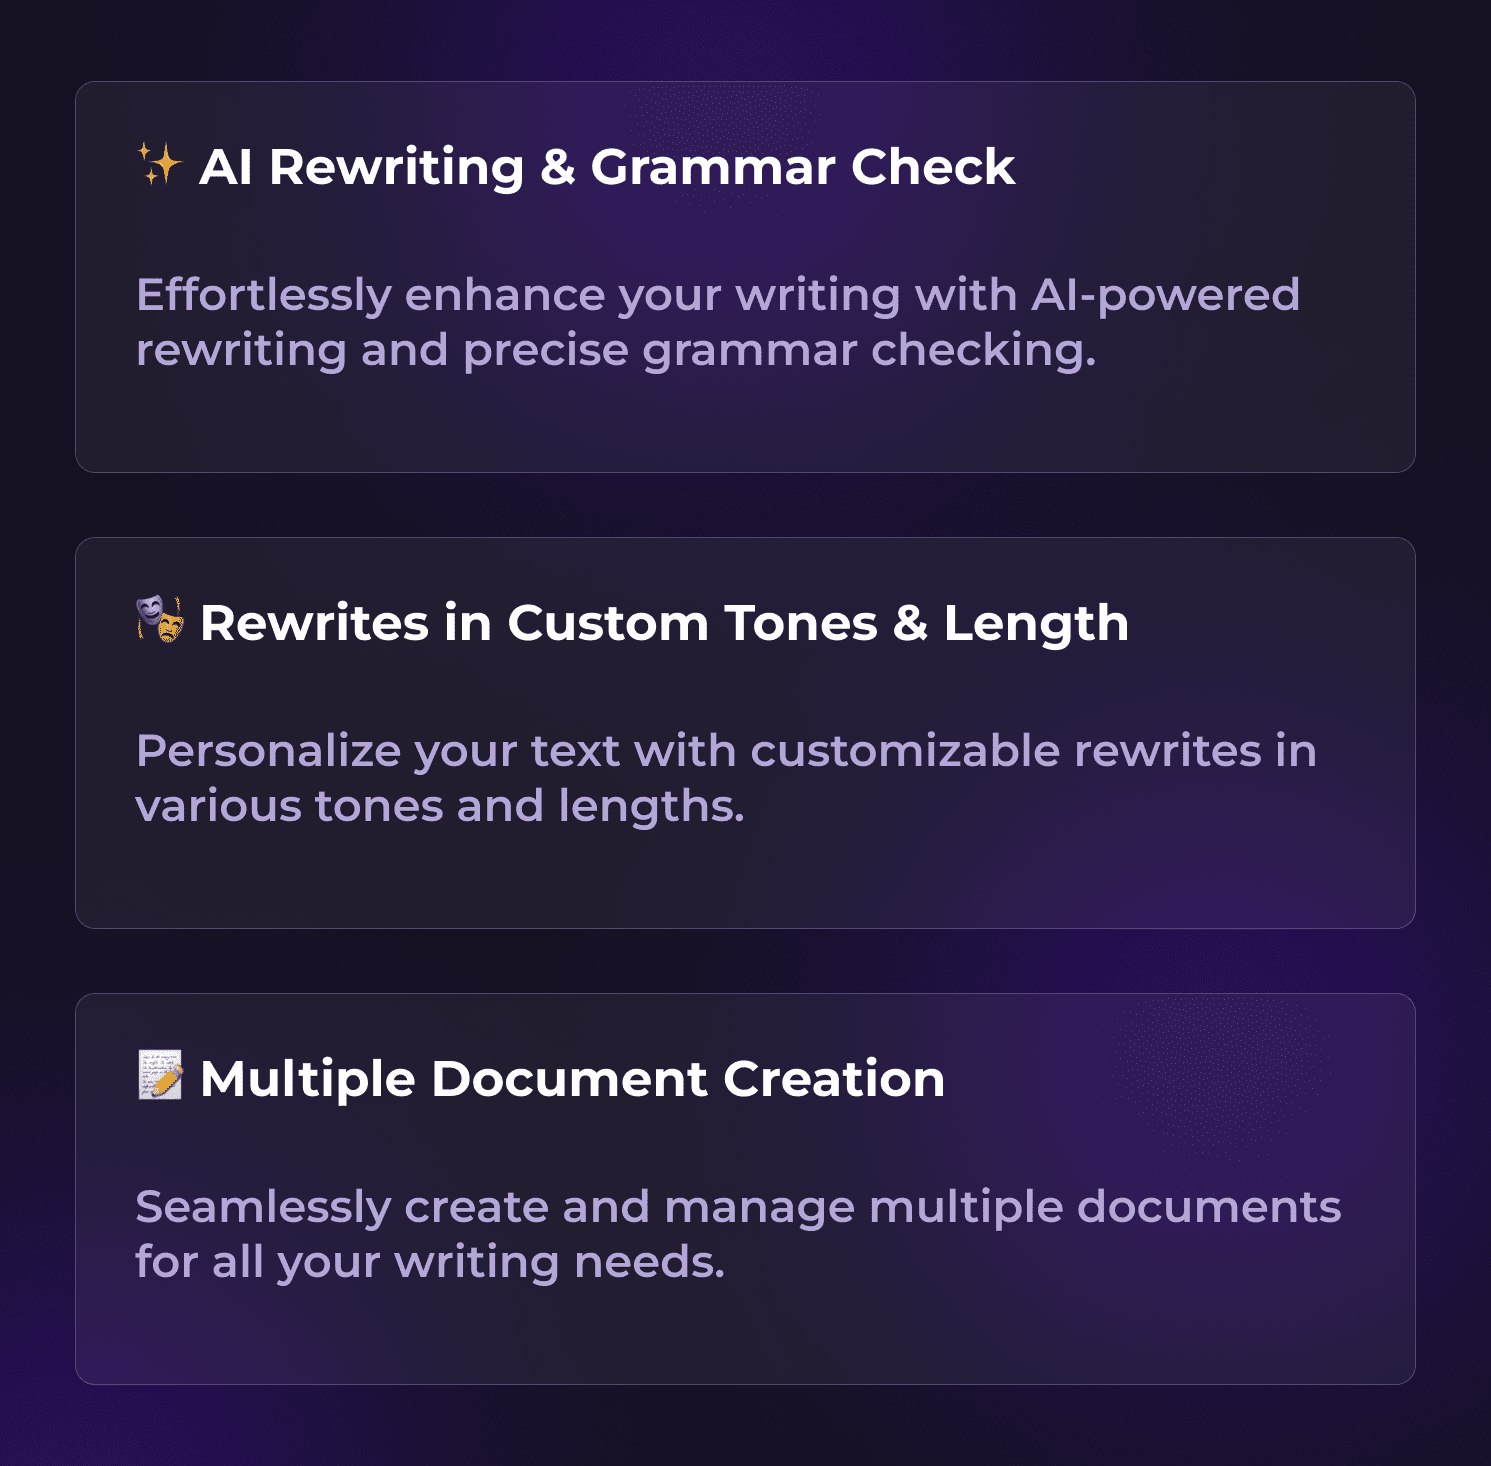 ✨ AI Rewriting & Grammar Check
Effortlessly enhance your writing with AI-powered
rewriting and precise grammar checking.
🎭 Rewrites in Custom Tones & Length
Personalize your text with customizable rewrites in
various tones and lengths.
📝 Multiple Document Creation
Seamlessly create and manage multiple documents
for all your writing needs.